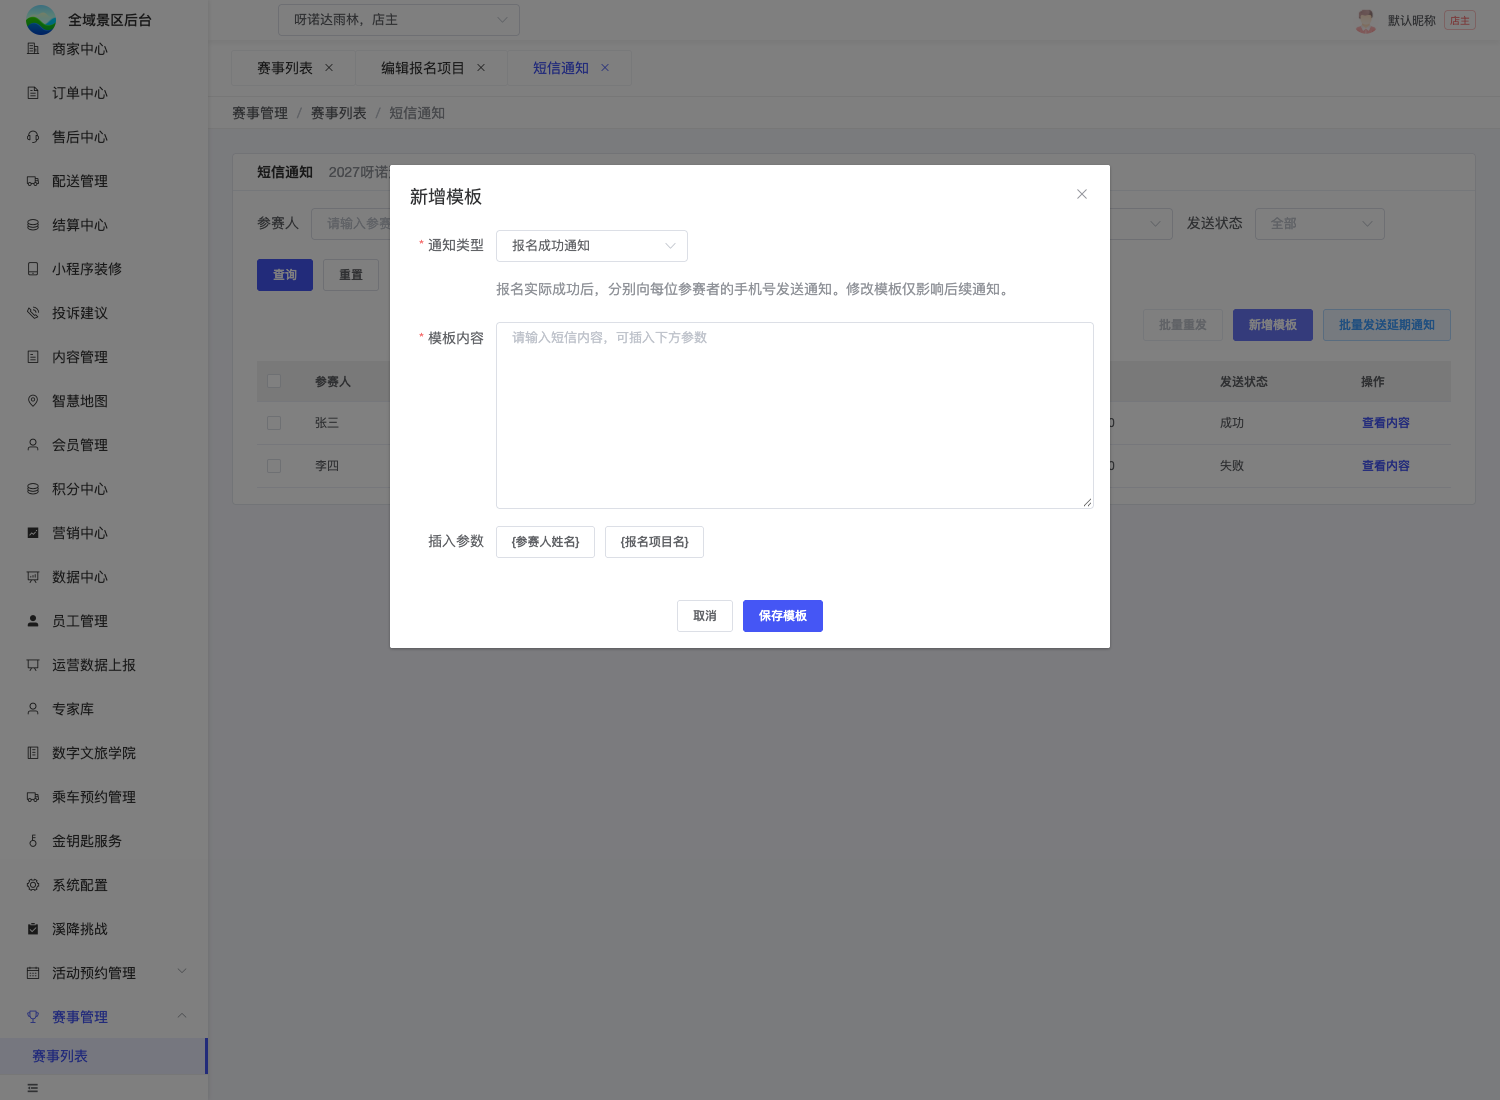 全域景区后台
呀诺达雨林，店主
默认昵称 店主
商家中心
订单中心
售后中心
配送管理
结算中心
小程序装修
投诉建议
内容管理
智慧地图
会员管理
积分中心
营销中心
数据中心
员工管理
运营数据上报
专家库
数字文旅学院
乘车预约管理
金钥匙服务
系统配置
溪降挑战
活动预约管理
赛事管理
赛事列表
赛事列表 × 编辑报名项目 × 短信通知 ×
赛事管理 / 赛事列表 / 短信通知
短信通知 2027呀诺
参赛人 请输入参赛
发送状态 全部
查询 重置
批量重发 新增模板 批量发送延期通知
参赛人 发送状态 操作
张三 成功 查看内容
李四 失败 查看内容
新增模板
* 通知类型 报名成功通知
报名实际成功后，分别向每位参赛者的手机号发送通知。修改模板仅影响后续通知。
* 模板内容 请输入短信内容，可插入下方参数
插入参数 {参赛人姓名} {报名项目名}
取消 保存模板